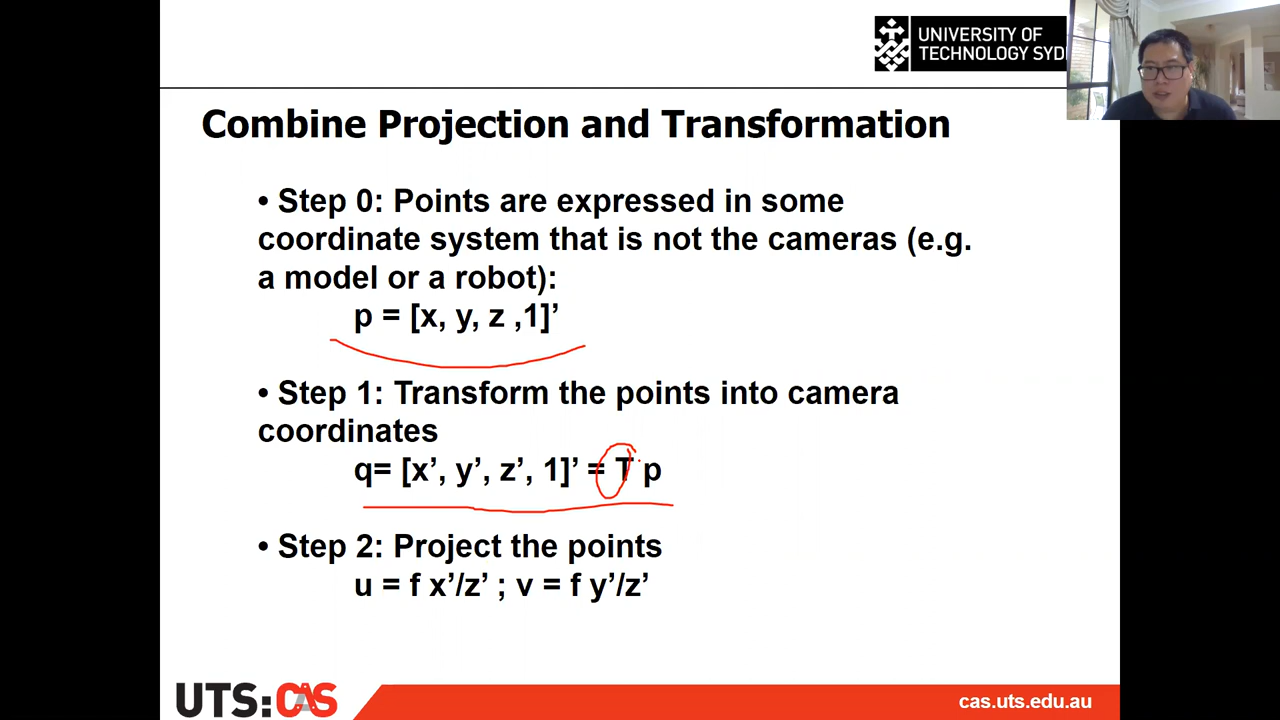 UNIVERSITY OF
TECHNOLOGY SYD
Combine Projection and Transformation
• Step 0: Points are expressed in some
coordinate system that is not the cameras (e.g.
a model or a robot):
p = [x, y, z ,1]’
• Step 1: Transform the points into camera
coordinates
q= [x’, y’, z’, 1]’ = T p
• Step 2: Project the points
u = f x’/z’ ; v = f y’/z’
UTS:CAS
cas.uts.edu.au